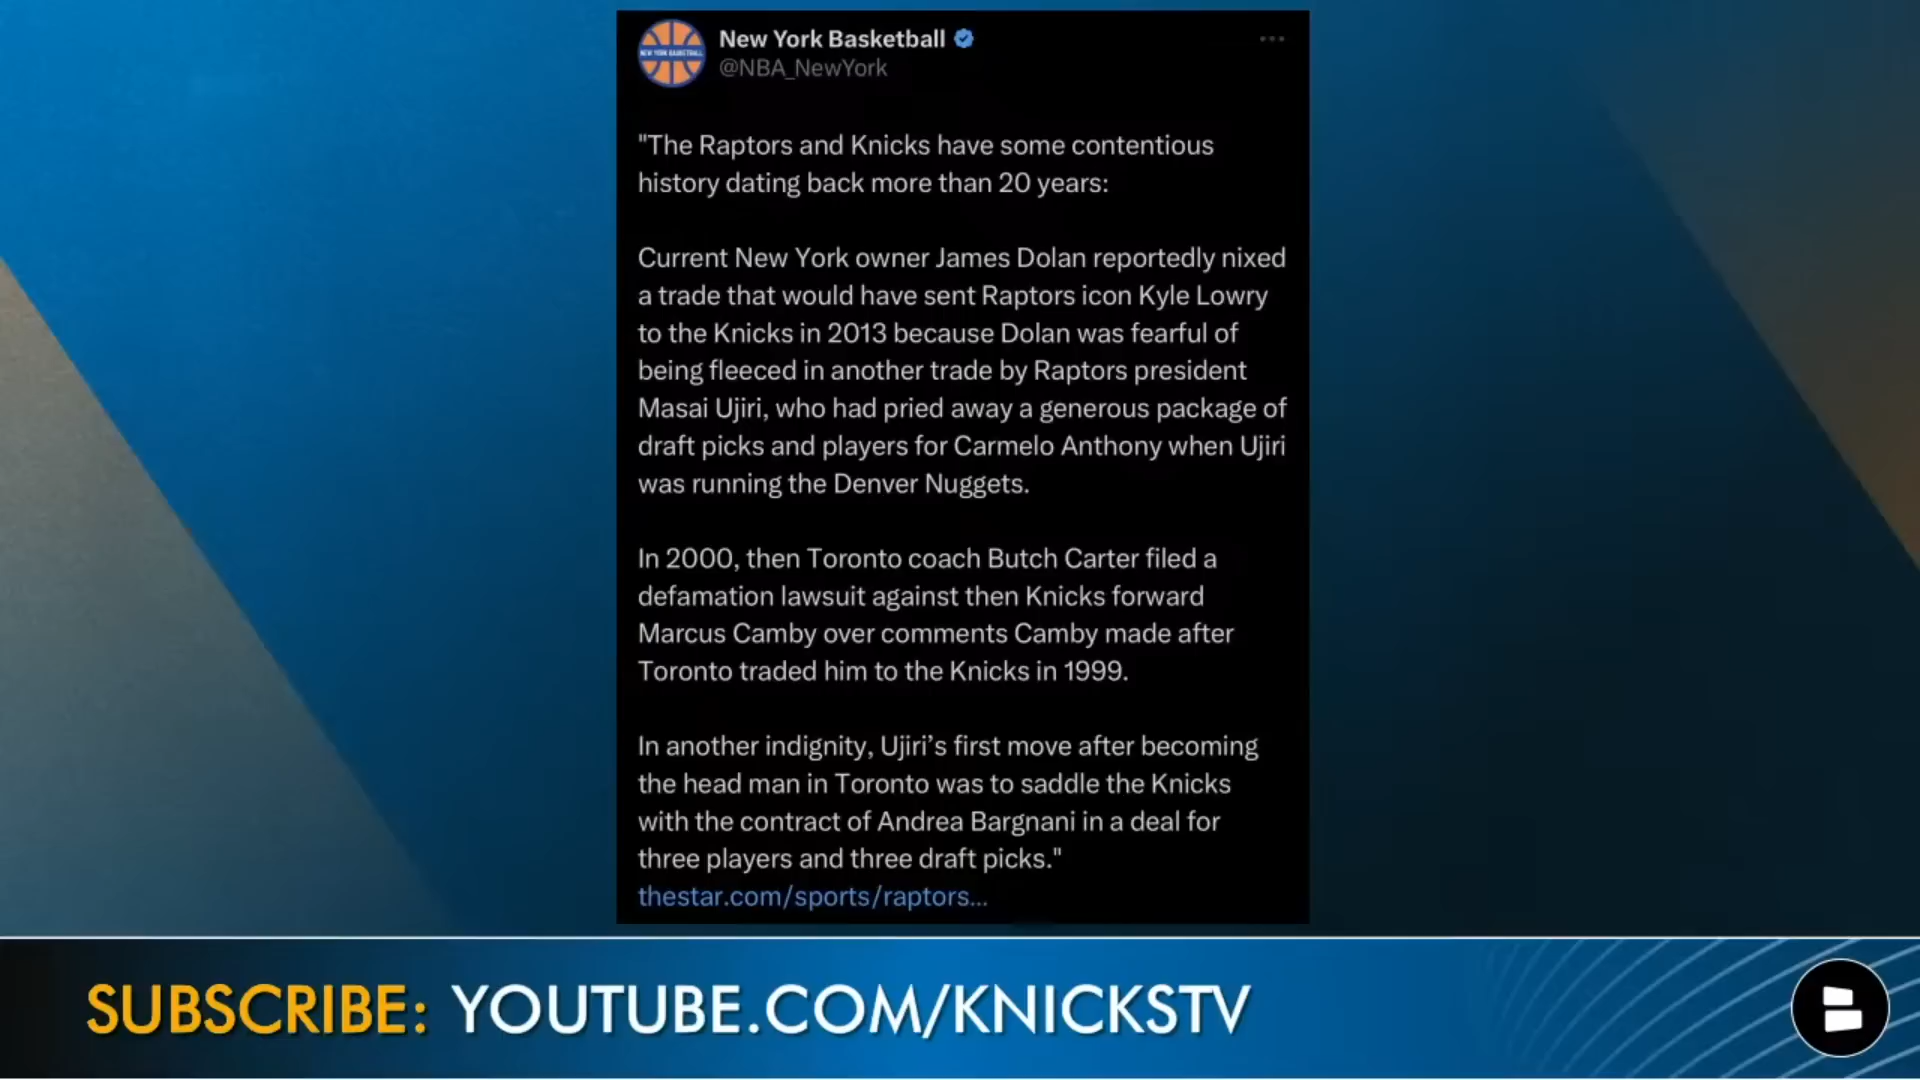 New York Basketball
@NBA_NewYork
NEW YORK BASKETBALL
"The Raptors and Knicks have some contentious
history dating back more than 20 years:
Current New York owner James Dolan reportedly nixed
a trade that would have sent Raptors icon Kyle Lowry
to the Knicks in 2013 because Dolan was fearful of
being fleeced in another trade by Raptors president
Masai Ujiri, who had pried away a generous package of
draft picks and players for Carmelo Anthony when Ujiri
was running the Denver Nuggets.
In 2000, then Toronto coach Butch Carter filed a
defamation lawsuit against then Knicks forward
Marcus Camby over comments Camby made after
Toronto traded him to the Knicks in 1999.
In another indignity, Ujiri’s first move after becoming
the head man in Toronto was to saddle the Knicks
with the contract of Andrea Bargnani in a deal for
three players and three draft picks."
thestar.com/sports/raptors...
SUBSCRIBE: YOUTUBE.COM/KNICKSTV